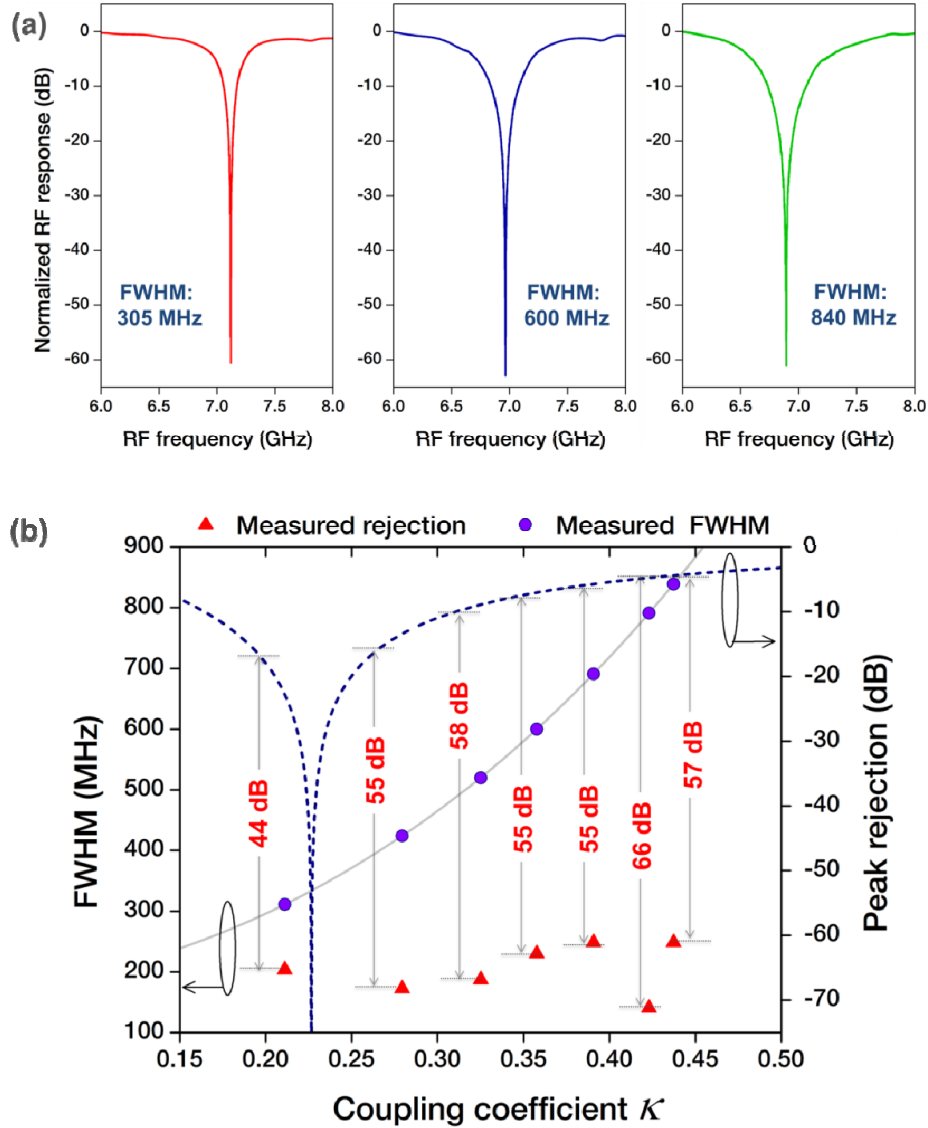 (a)
Normalized RF response (dB)
0
-10
-20
-30
-40
-50
-60
FWHM:
305 MHz
6.0 6.5 7.0 7.5 8.0
RF frequency (GHz)
0
-10
-20
-30
-40
-50
-60
FWHM:
600 MHz
6.0 6.5 7.0 7.5 8.0
RF frequency (GHz)
0
-10
-20
-30
-40
-50
-60
FWHM:
840 MHz
6.0 6.5 7.0 7.5 8.0
RF frequency (GHz)
(b)
Measured rejection Measured FWHM
FWHM (MHz)
900
800
700
600
500
400
300
200
100
44 dB
55 dB
58 dB
55 dB
55 dB
66 dB
57 dB
0
-10
-20
-30
-40
-50
-60
-70
Peak rejection (dB)
0.15 0.20 0.25 0.30 0.35 0.40 0.45 0.50
Coupling coefficient κ